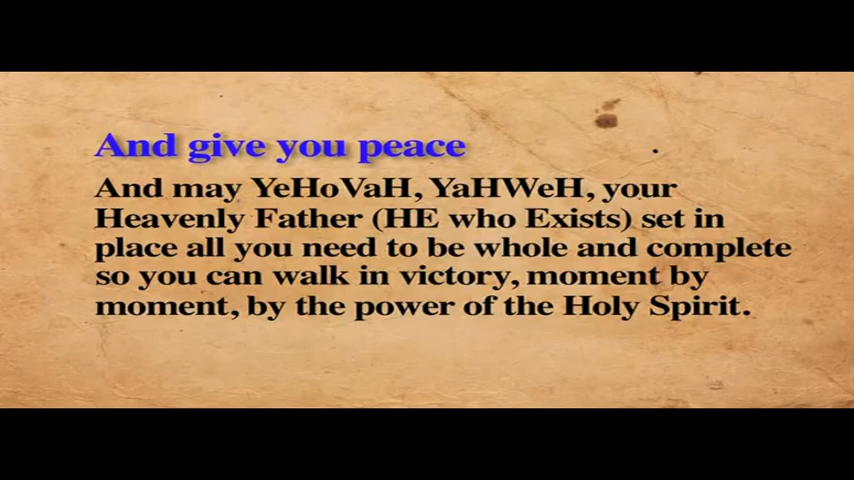 And give you peace
And may YeHoVaH, YaHWeH, your
Heavenly Father (HE who Exists) set in
place all you need to be whole and complete
so you can walk in victory, moment by
moment, by the power of the Holy Spirit.